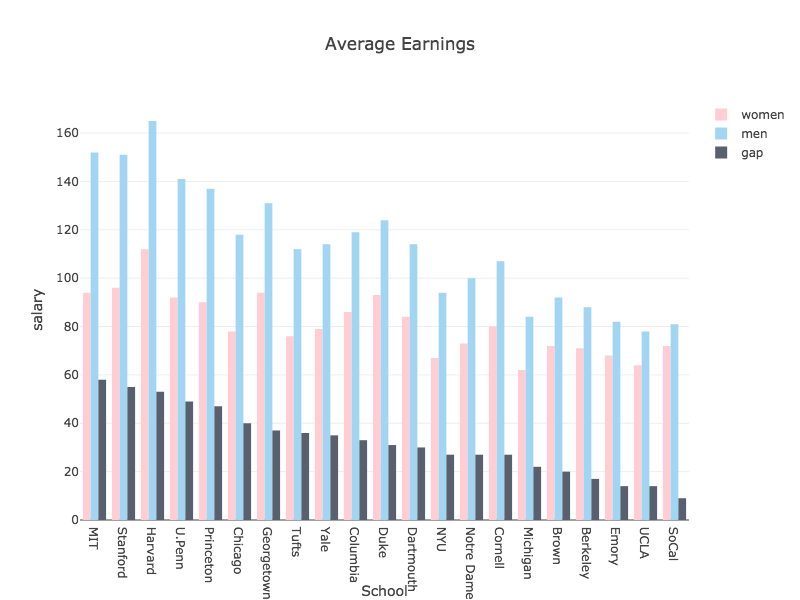 Average Earnings
women
men
gap
160
140
120
100
80
60
40
20
0
salary
MIT
Stanford
Harvard
U.Penn
Princeton
Chicago
Georgetown
Tufts
Yale
Columbia
Duke
Dartmouth
NYU
Notre Dame
Cornell
Michigan
Brown
Berkeley
Emory
UCLA
SoCal
School